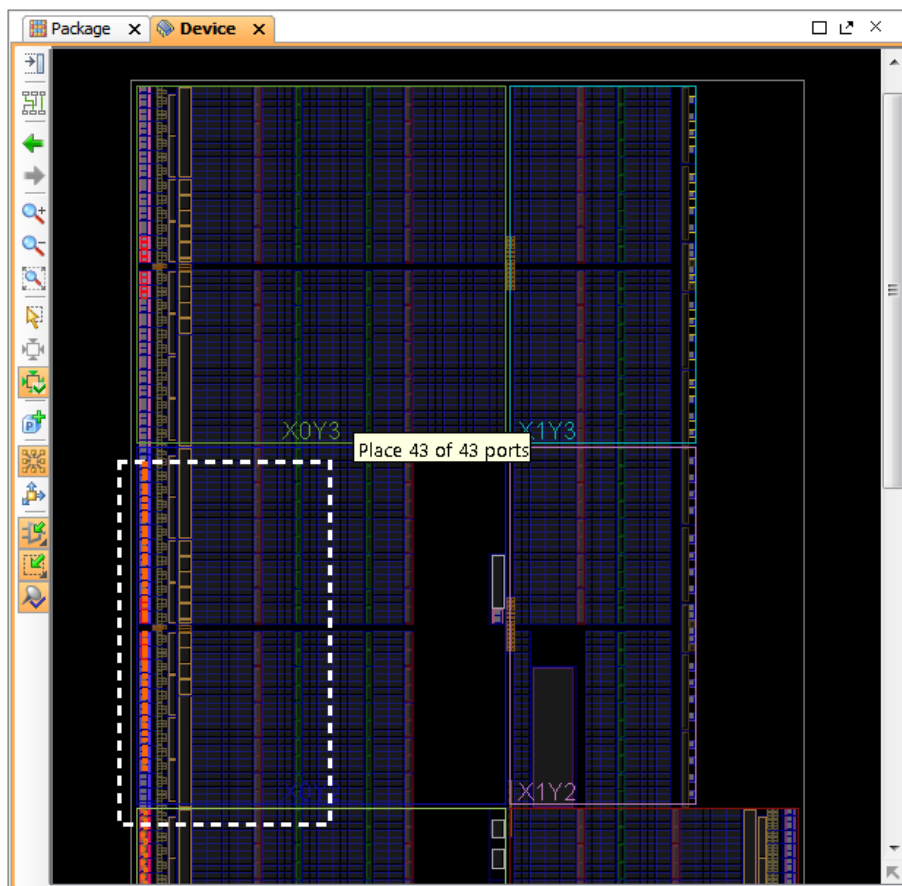 Package
Device
X0Y3
X1Y3
Place 43 of 43 ports
X1Y2